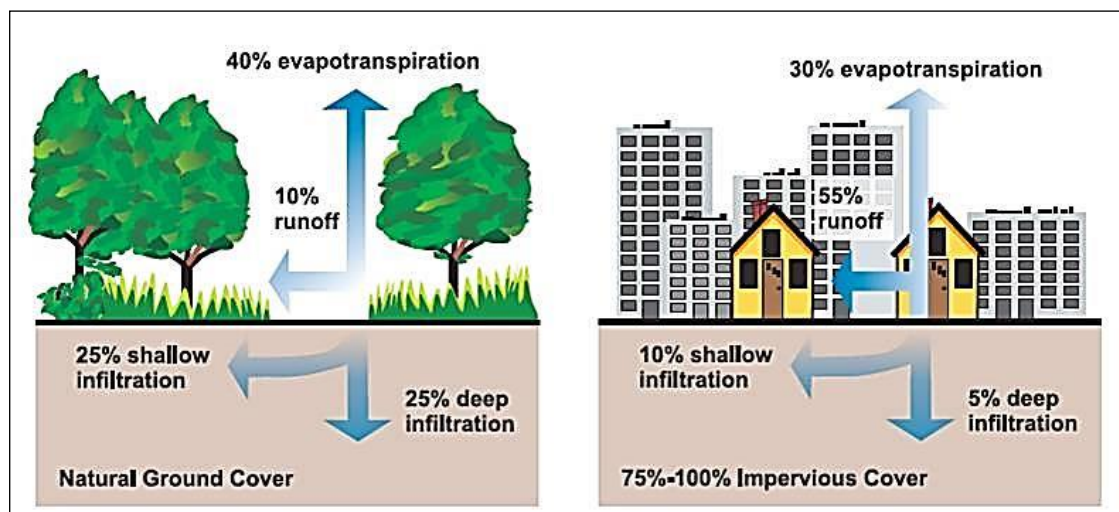 40% evapotranspiration
10%
runoff
25% shallow
infiltration
25% deep
infiltration
Natural Ground Cover
30% evapotranspiration
55%
runoff
10% shallow
infiltration
5% deep
infiltration
75%-100% Impervious Cover